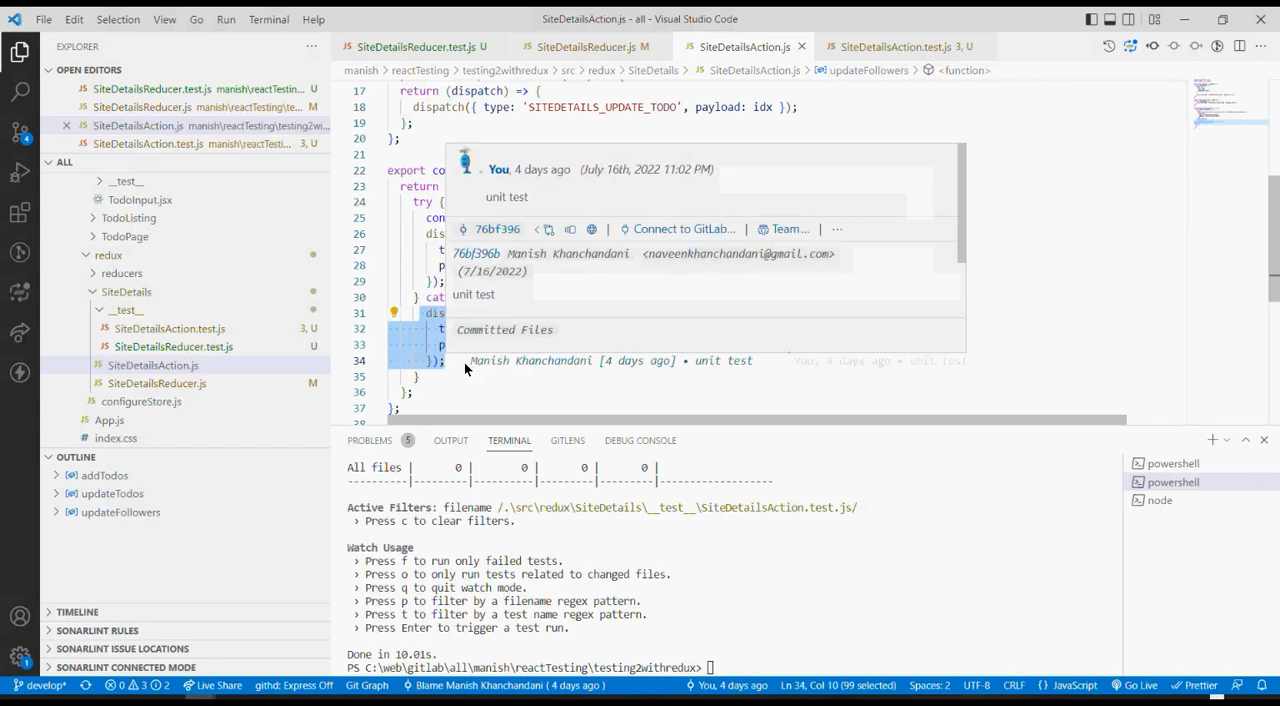 File Edit Selection View Go Run Terminal Help
SiteDetailsAction.js - all - Visual Studio Code
EXPLORER
OPEN EDITORS
SiteDetailsReducer.test.js manish\reactTestin...
SiteDetailsReducer.js manish\reactTesting\te...
SiteDetailsAction.js manish\reactTesting\testing2wi...
SiteDetailsAction.test.js manish\reactTesti...
ALL
__test__
TodoInput.jsx
TodoListing
TodoPage
redux
reducers
SiteDetails
__test__
SiteDetailsAction.test.js 3, U
SiteDetailsReducer.test.js U
SiteDetailsAction.js
SiteDetailsReducer.js M
configureStore.js
App.js
index.css
OUTLINE
addTodos
updateTodos
updateFollowers
TIMELINE
SONARLINT RULES
SONARLINT ISSUE LOCATIONS
SONARLINT CONNECTED MODE
SiteDetailsReducer.test.js U SiteDetailsReducer.js M SiteDetailsAction.js SiteDetailsAction.test.js 3, U
manish > reactTesting > testing2withredux > src > redux > SiteDetails > SiteDetailsAction.js > updateFollowers > <function>
17 return (dispatch) => {
18 dispatch({ type: 'SITEDETAILS_UPDATE_TODO', payload: idx });
19 };
20 };
21
22 export co
23 return
24 try {
25 con
26 dis
27 t
28 p
29 });
30 } cat
31 dis
32 t
33 p
34 });
35 }
36 };
37 };
38
You, 4 days ago (July 16th, 2022 11:02 PM)
unit test
76bf396 | Connect to GitLab... | Team... ...
76bf396b Manish Khanchandani <naveenkhanchandani@gmail.com>
(7/16/2022)
unit test
Committed Files
Manish Khanchandani [4 days ago] • unit test You, 4 days ago • unit test
PROBLEMS 5 OUTPUT TERMINAL GITLENS DEBUG CONSOLE
All files | 0 | 0 | 0 | 0 |
----------|---------|----------|---------|---------|-------------------
Active Filters: filename /.\src\redux\SiteDetails\__test__\SiteDetailsAction.test.js/
› Press c to clear filters.
Watch Usage
› Press f to run only failed tests.
› Press o to only run tests related to changed files.
› Press q to quit watch mode.
› Press p to filter by a filename regex pattern.
› Press t to filter by a test name regex pattern.
› Press Enter to trigger a test run.
Done in 10.01s.
PS C:\web\gitlab\all\manish\reactTesting\testing2withredux>
powershell
powershell
node
develop* 0 3 2 Live Share githd: Express Off Git Graph Blame Manish Khanchandani ( 4 days ago ) You, 4 days ago Ln 34, Col 10 (99 selected) Spaces: 2 UTF-8 CRLF { } JavaScript Go Live Prettier